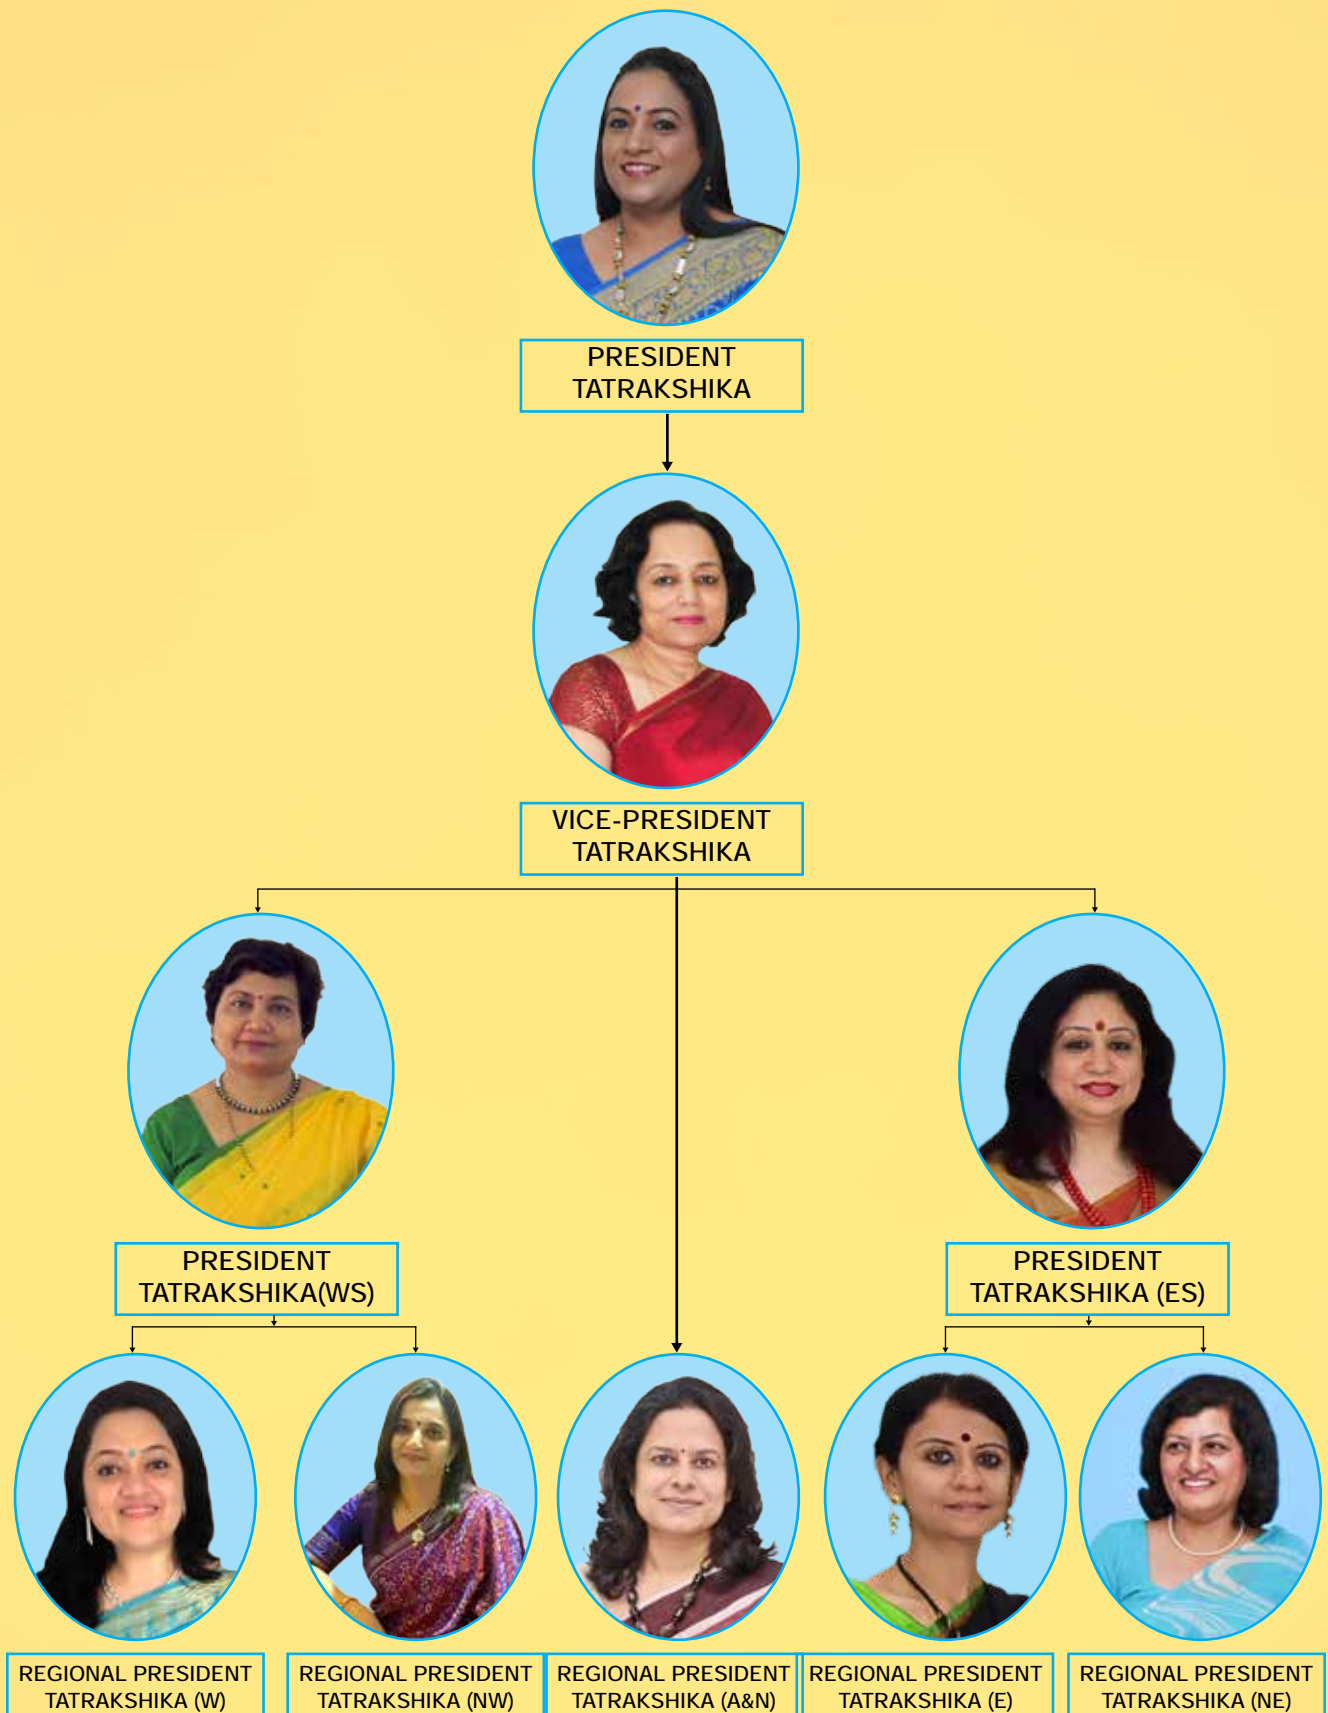 PRESIDENT
TATRAKSHIKA
VICE-PRESIDENT
TATRAKSHIKA
PRESIDENT
TATRAKSHIKA(WS)
PRESIDENT
TATRAKSHIKA (ES)
REGIONAL PRESIDENT
TATRAKSHIKA (W)
REGIONAL PRESIDENT
TATRAKSHIKA (NW)
REGIONAL PRESIDENT
TATRAKSHIKA (A&N)
REGIONAL PRESIDENT
TATRAKSHIKA (E)
REGIONAL PRESIDENT
TATRAKSHIKA (NE)